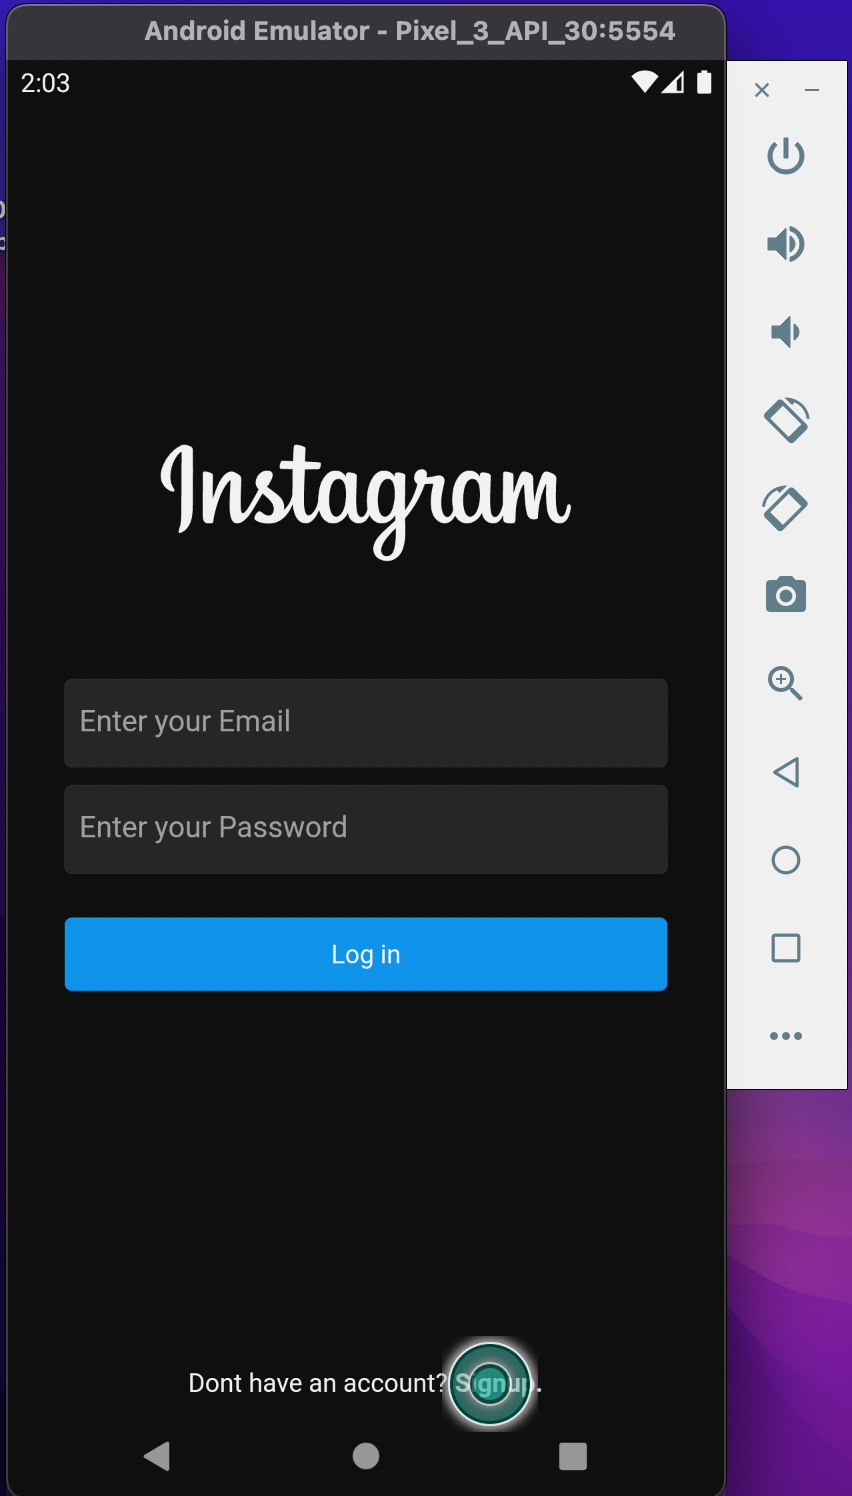 Android Emulator - Pixel_3_API_30:5554
2:03
Instagram
Enter your Email
Enter your Password
Log in
Dont have an account? Signup.